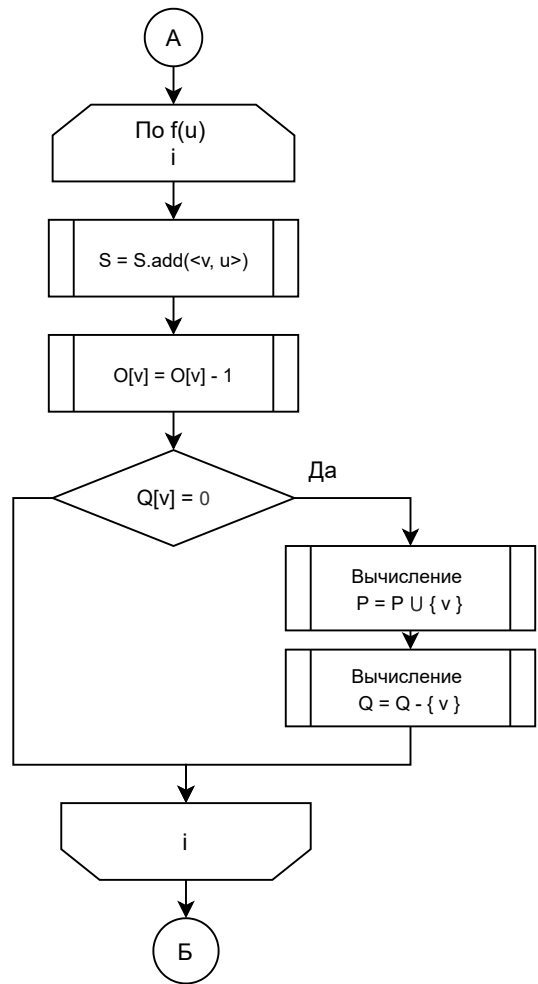 А
По f(u)
i
S = S.add(<v, u>)
O[v] = O[v] - 1
Да
Q[v] = 0
Вычисление
P = P ∪ { v }
Вычисление
Q = Q - { v }
i
Б